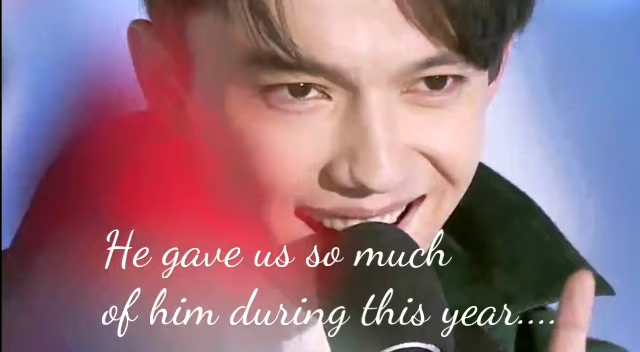 He gave us so much
of him during this year....